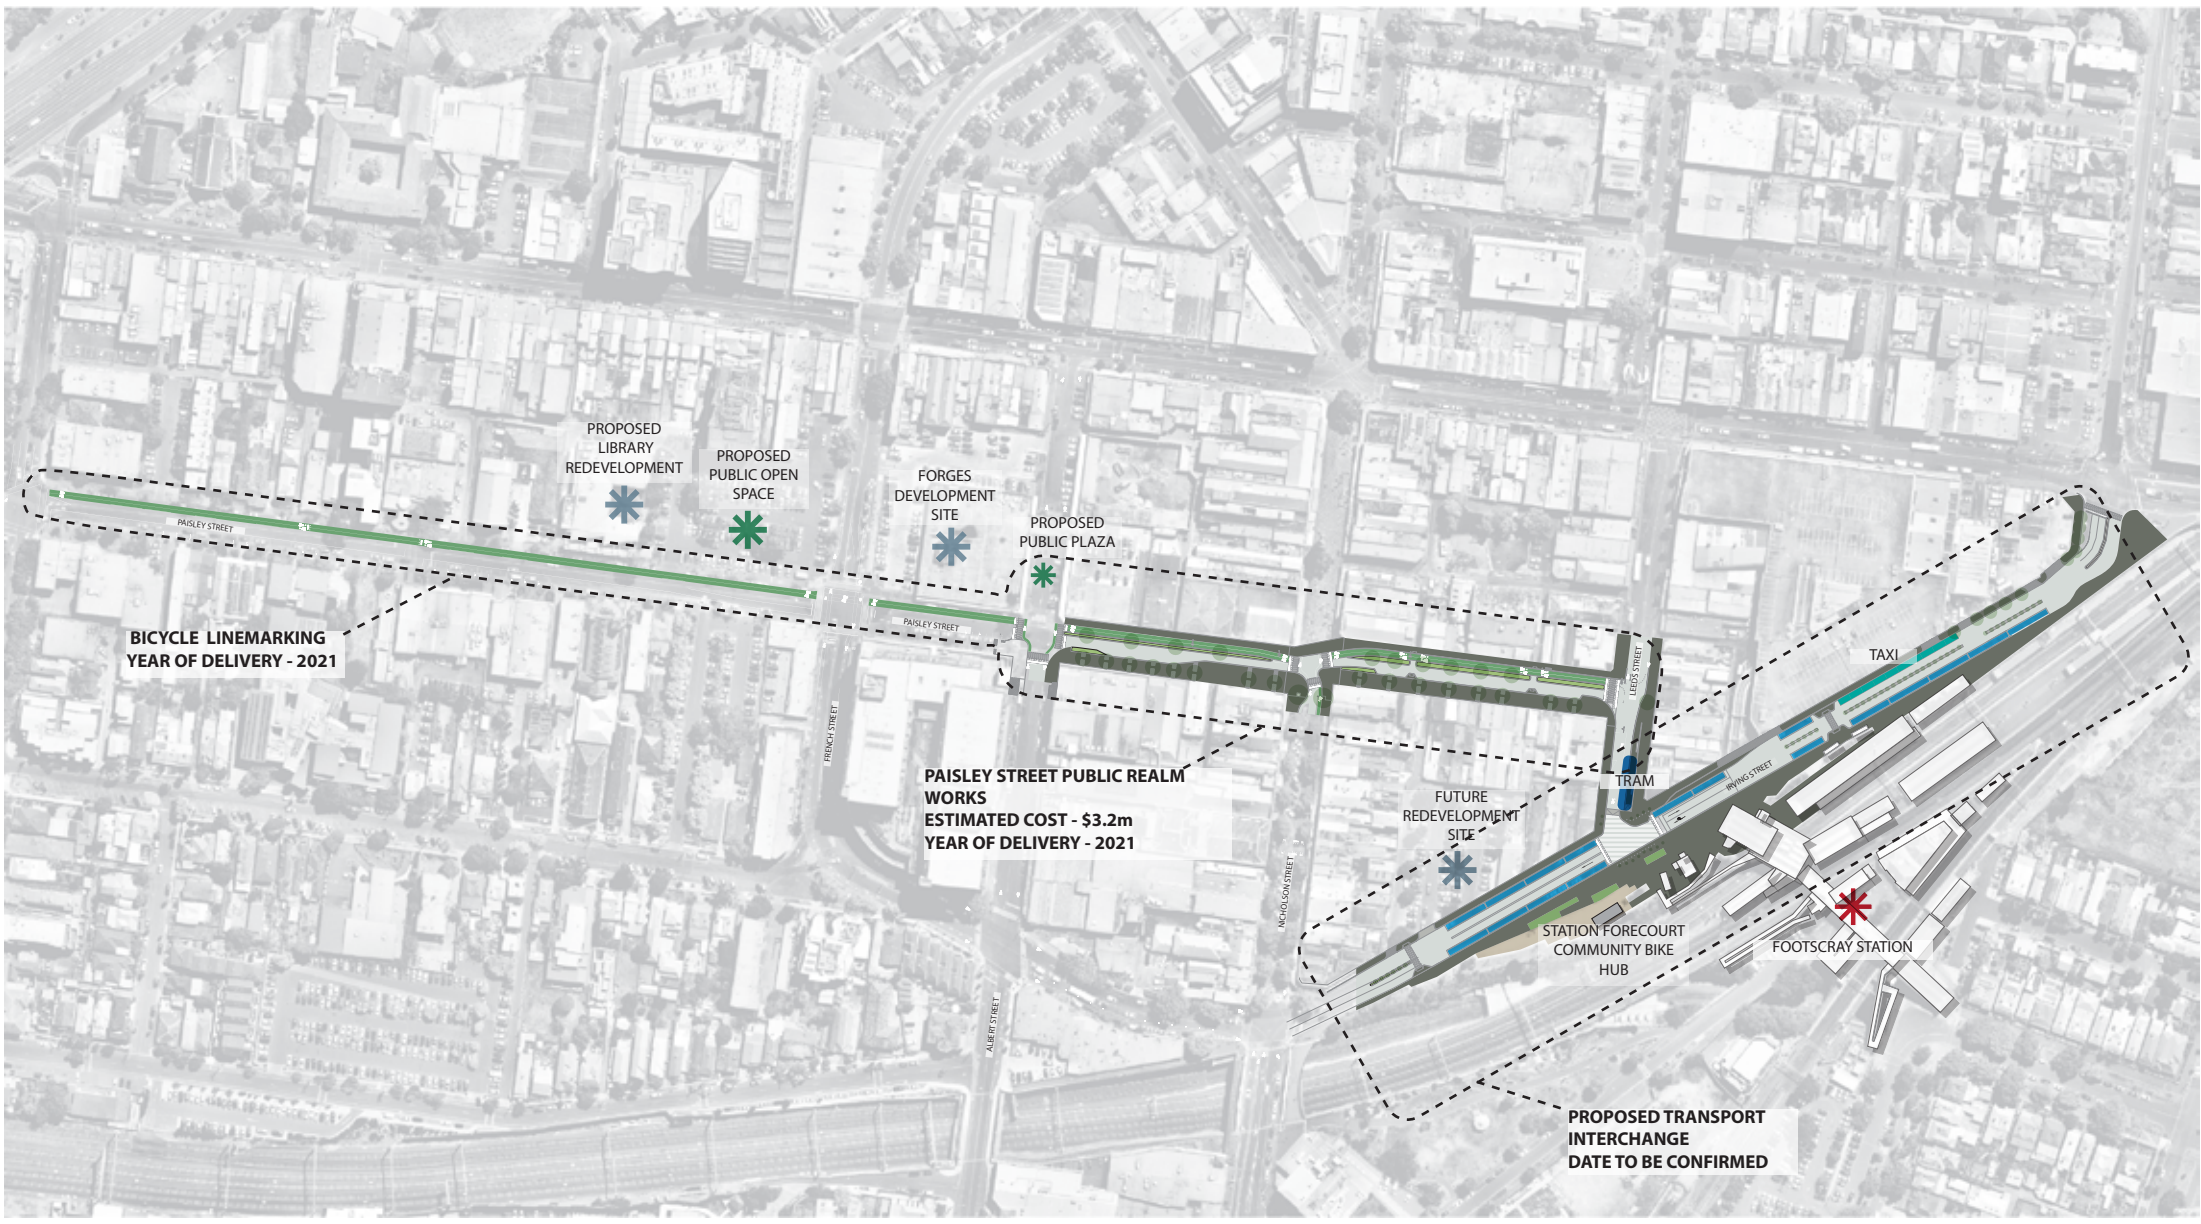 PROPOSED
LIBRARY
REDEVELOPMENT
PROPOSED
PUBLIC OPEN
SPACE
FORGES
DEVELOPMENT
SITE
PROPOSED
PUBLIC PLAZA
PAISLEY STREET
PAISLEY STREET
BICYCLE LINEMARKING
YEAR OF DELIVERY - 2021
LEEDS STREET
TAXI
FRENCH STREET
PAISLEY STREET PUBLIC REALM
WORKS
ESTIMATED COST - $3.2m
YEAR OF DELIVERY - 2021
TRAM
IRVING STREET
FUTURE
REDEVELOPMENT
SITE
NICHOLSON STREET
STATION FORECOURT
COMMUNITY BIKE
HUB
FOOTSCRAY STATION
ALBERT STREET
PROPOSED TRANSPORT
INTERCHANGE
DATE TO BE CONFIRMED